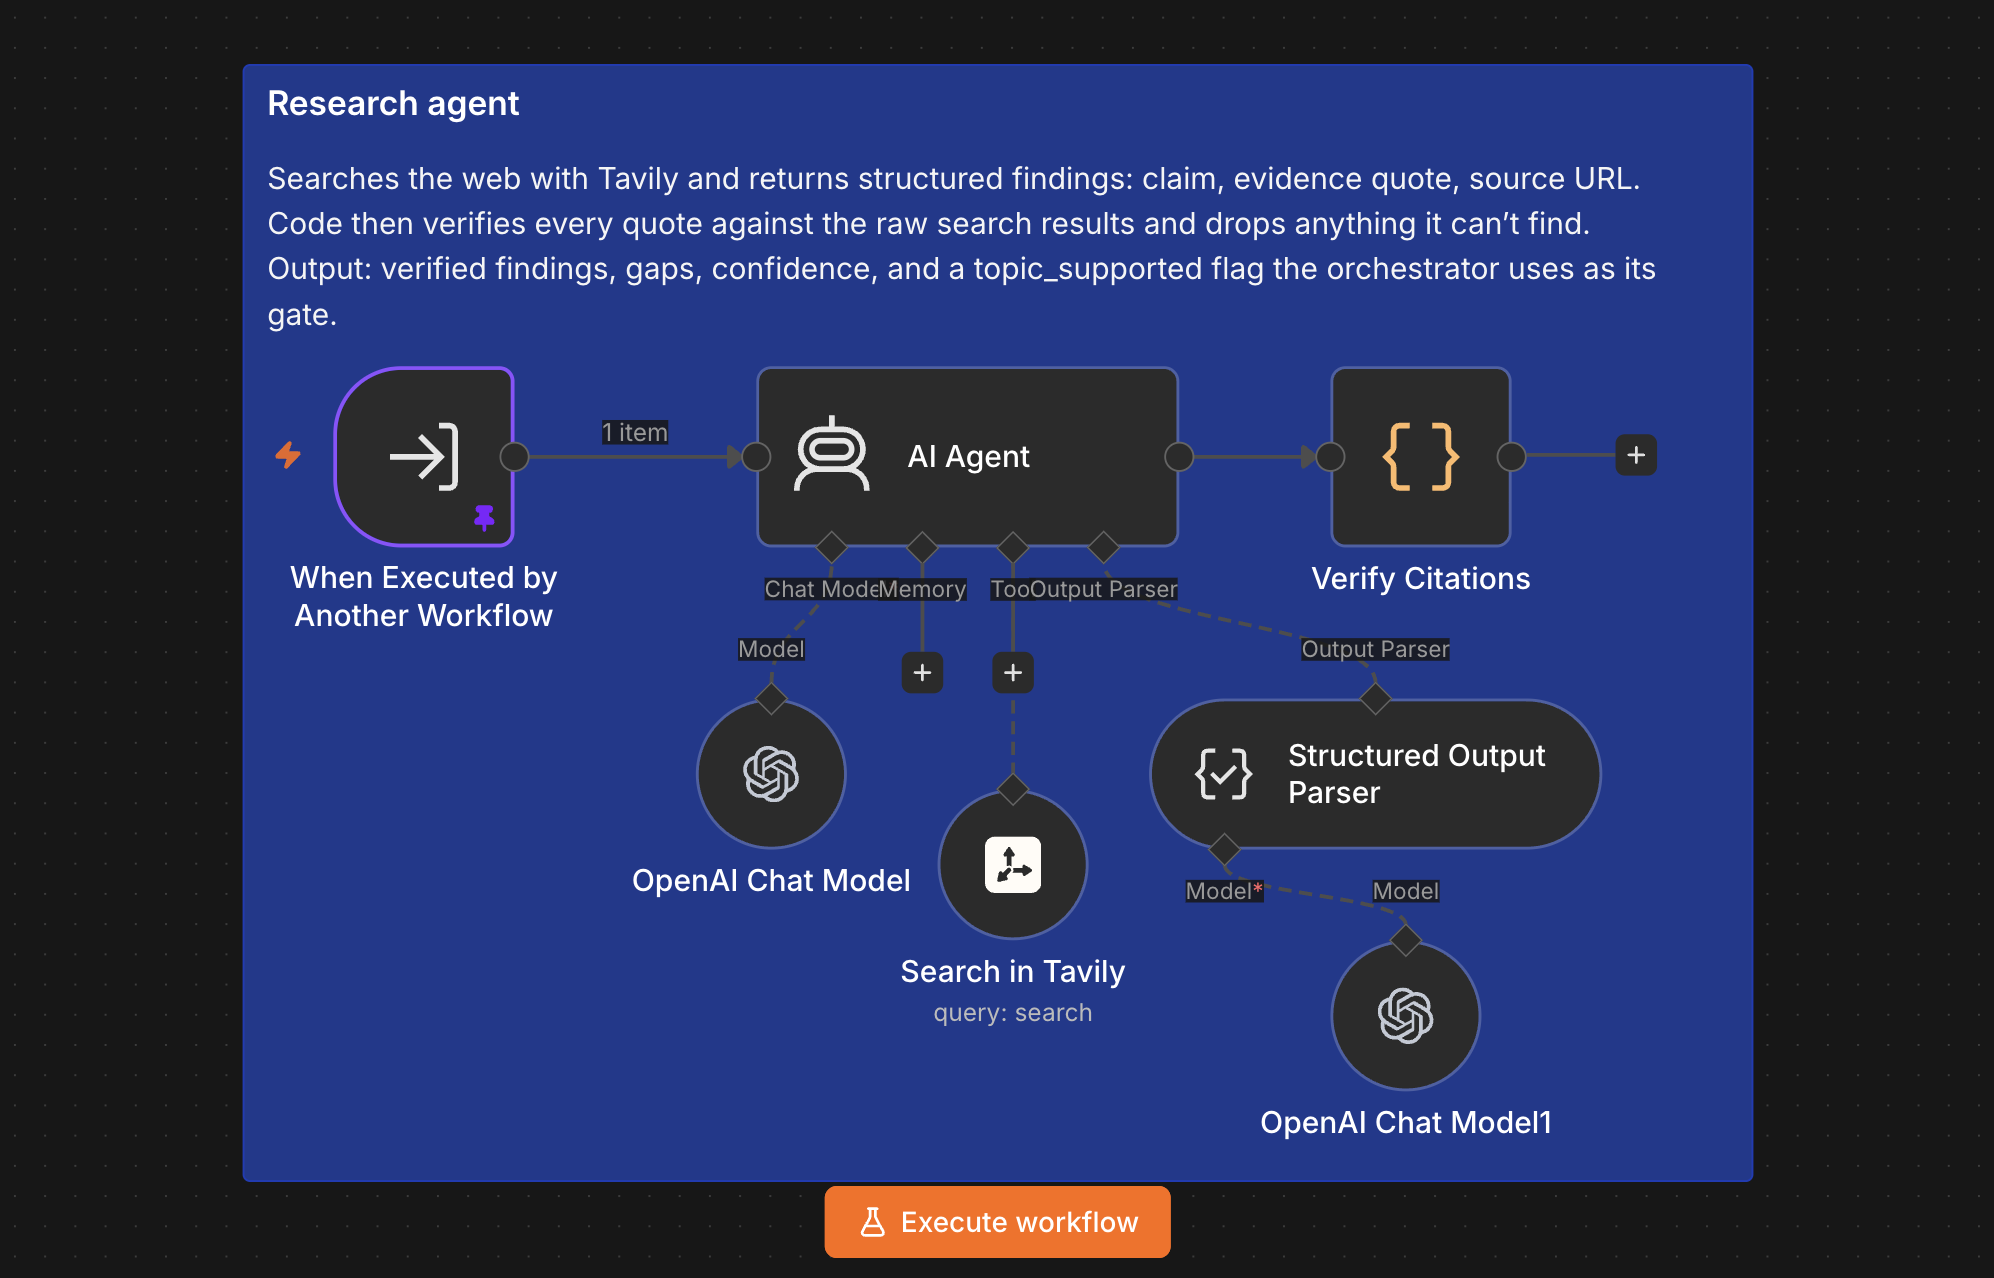 Research agent
Searches the web with Tavily and returns structured findings: claim, evidence quote, source URL.
Code then verifies every quote against the raw search results and drops anything it can’t find.
Output: verified findings, gaps, confidence, and a topic_supported flag the orchestrator uses as its
gate.
1 item
AI Agent
When Executed by
Another Workflow
Verify Citations
Chat Mode
Memory
Too
Output Parser
Model
Output Parser
Structured Output
Parser
OpenAI Chat Model
Model*
Model
Search in Tavily
query: search
OpenAI Chat Model1
Execute workflow